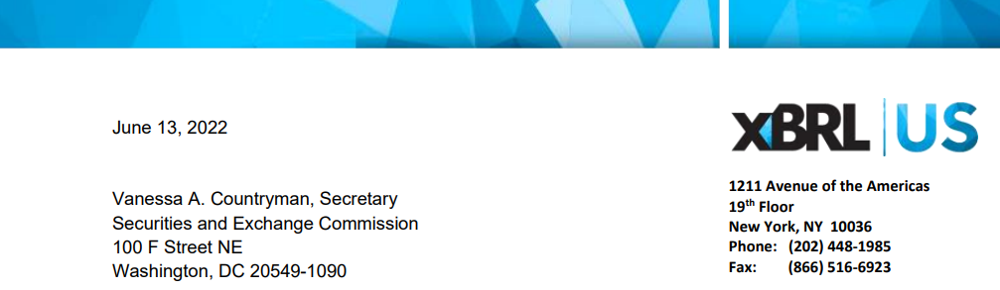 June 13, 2022
Vanessa A. Countryman, Secretary
Securities and Exchange Commission
100 F Street NE
Washington, DC 20549-1090
xBRL | US
1211 Avenue of the Americas
19th Floor
New York, NY  10036
Phone:   (202) 448-1985
Fax:       (866) 516-6923